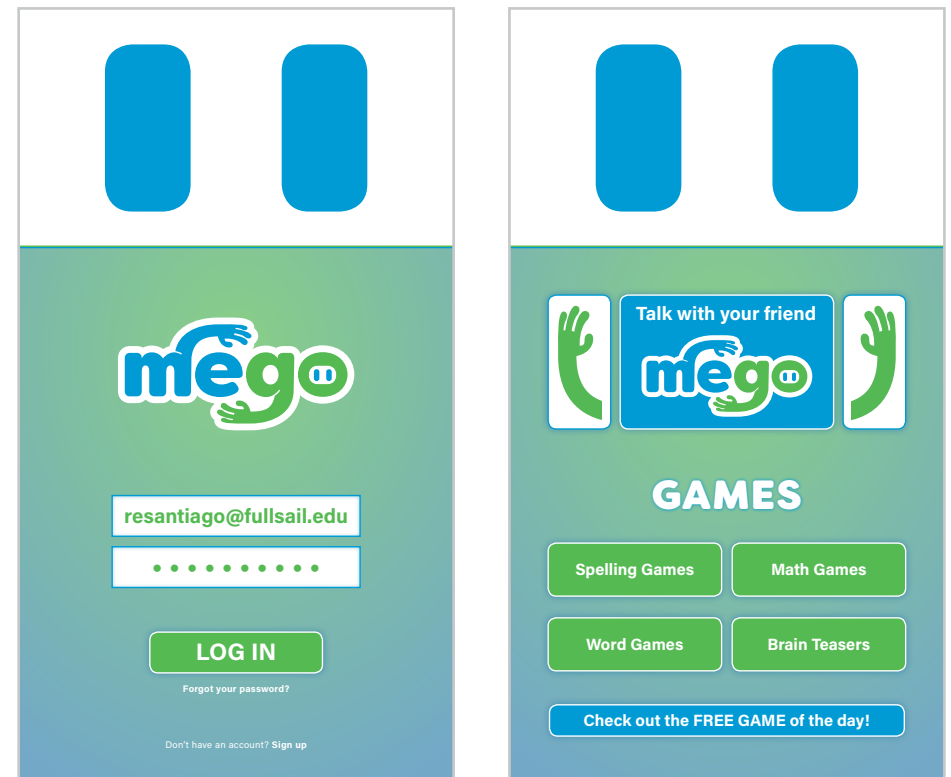 mego
resantiago@fullsail.edu
LOG IN
Forgot your password?
Don't have an account? Sign up
Talk with your friend
mego
GAMES
Spelling Games
Math Games
Word Games
Brain Teasers
Check out the FREE GAME of the day!